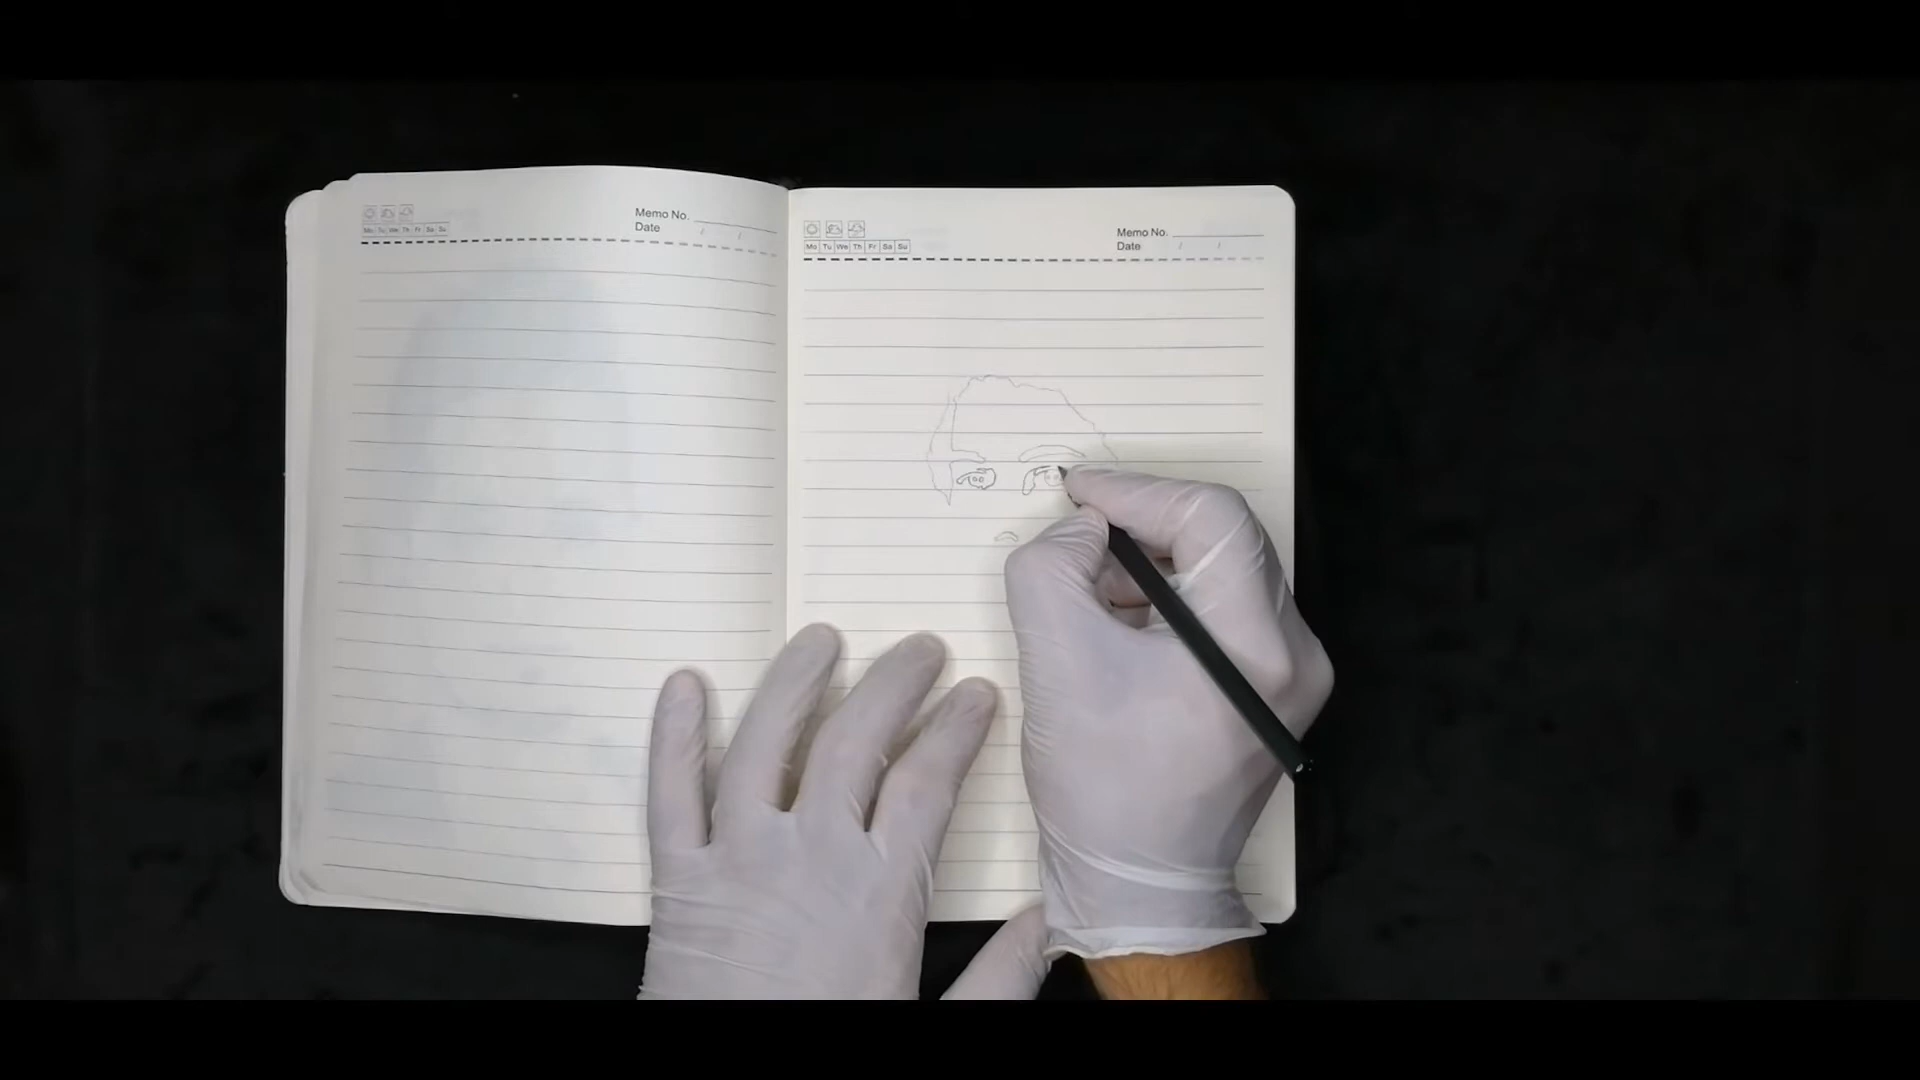 Memo No.
Date / /
Mo Tu We Th Fr Sa Su
Memo No.
Date / /
Mo Tu We Th Fr Sa Su